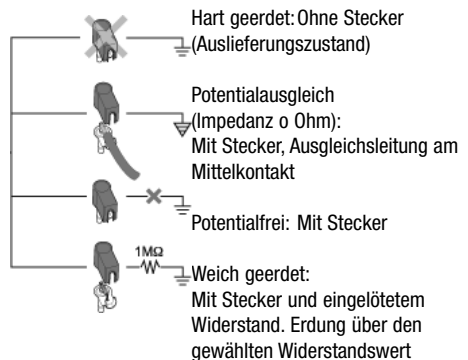 Hart geerdet: Ohne Stecker
(Auslieferungszustand)
Potentialausgleich
(Impedanz o Ohm):
Mit Stecker, Ausgleichsleitung am
Mittelkontakt
Potentialfrei: Mit Stecker
1MΩ
Weich geerdet:
Mit Stecker und eingelötetem
Widerstand. Erdung über den
gewählten Widerstandswert